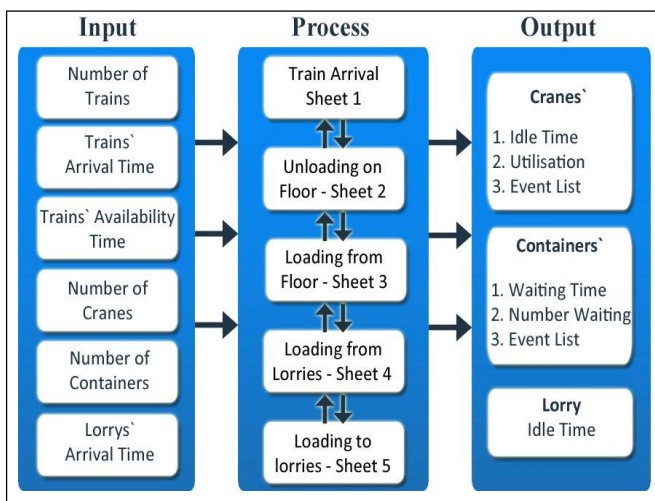 Input
Number of
Trains
Trains`
Arrival Time
Trains` Availability
Time
Number of
Cranes
Number of
Containers
Lorrys`
Arrival Time
Process
Train Arrival
Sheet 1
Unloading on
Floor - Sheet 2
Loading from
Floor - Sheet 3
Loading from
Lorries - Sheet 4
Loading to
lorries - Sheet 5
Output
Cranes`
1. Idle Time
2. Utilisation
3. Event List
Containers`
1. Waiting Time
2. Number Waiting
3. Event List
Lorry
Idle Time